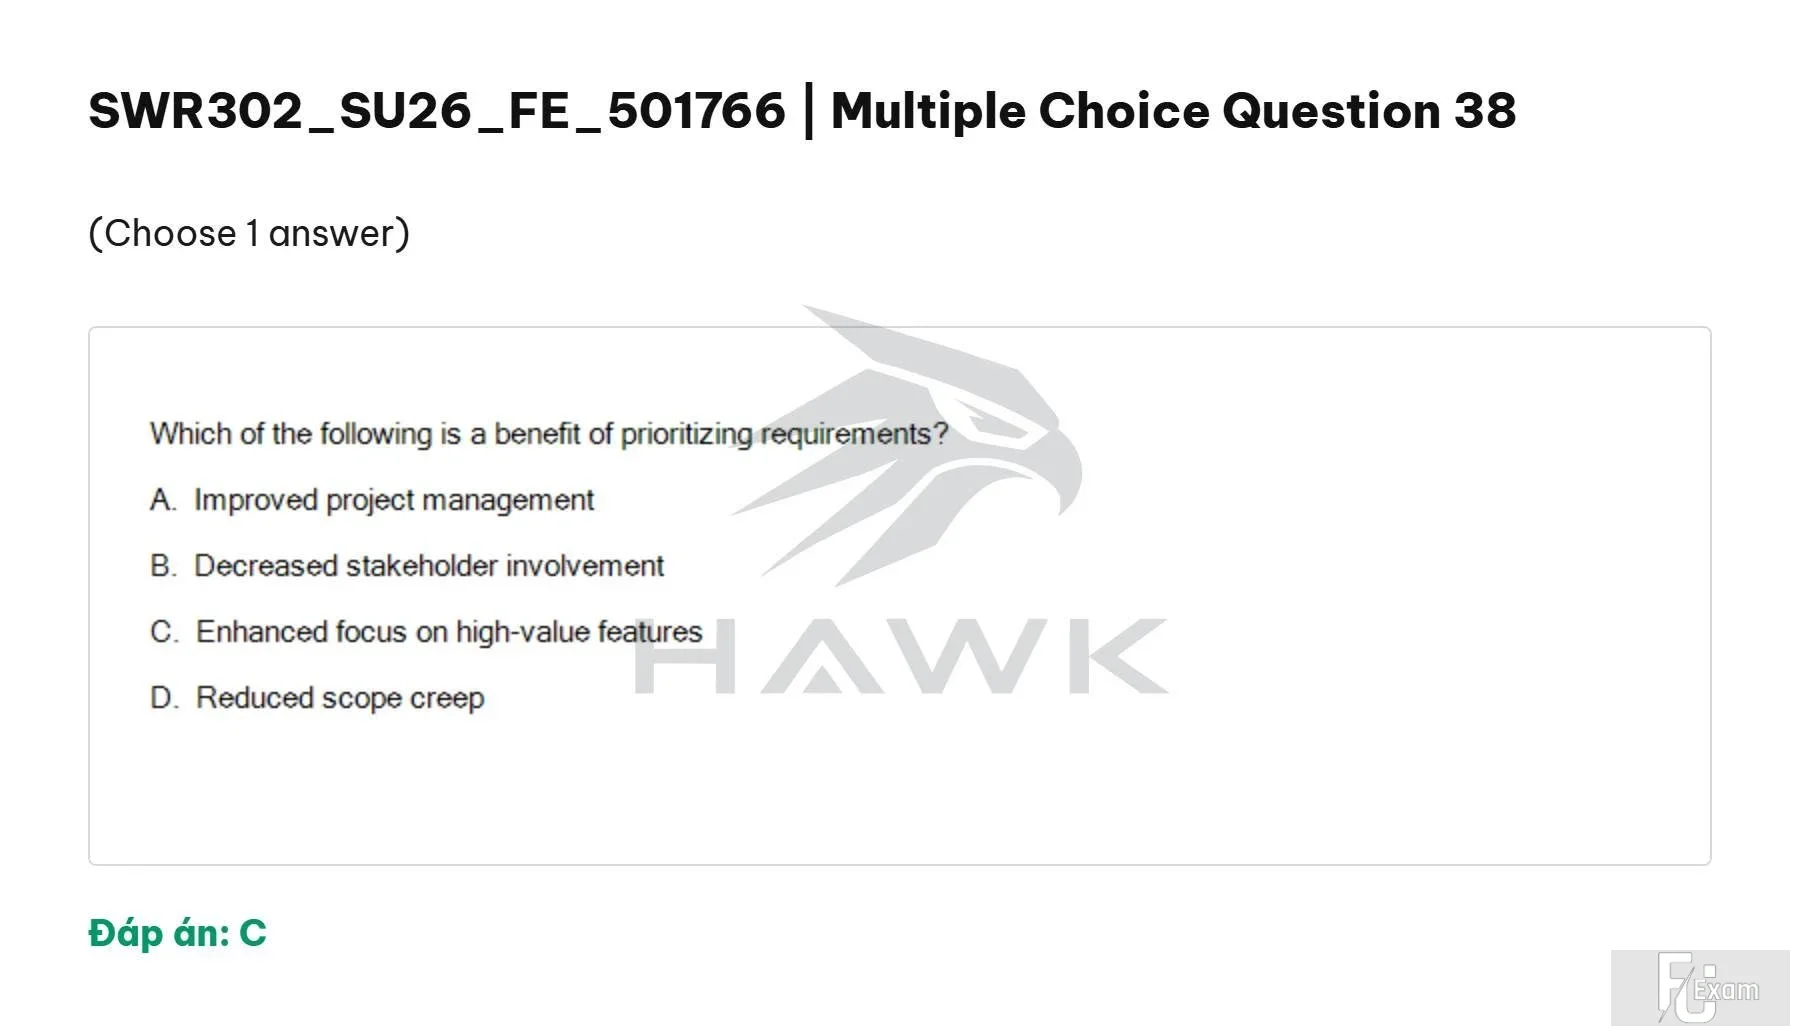 SWR302_SU26_FE_501766 | Multiple Choice Question 38
(Choose 1 answer)
Which of the following is a benefit of prioritizing requirements?
A. Improved project management
B. Decreased stakeholder involvement
C. Enhanced focus on high-value features
D. Reduced scope creep
HAWK
Đáp án: C
FU Exam